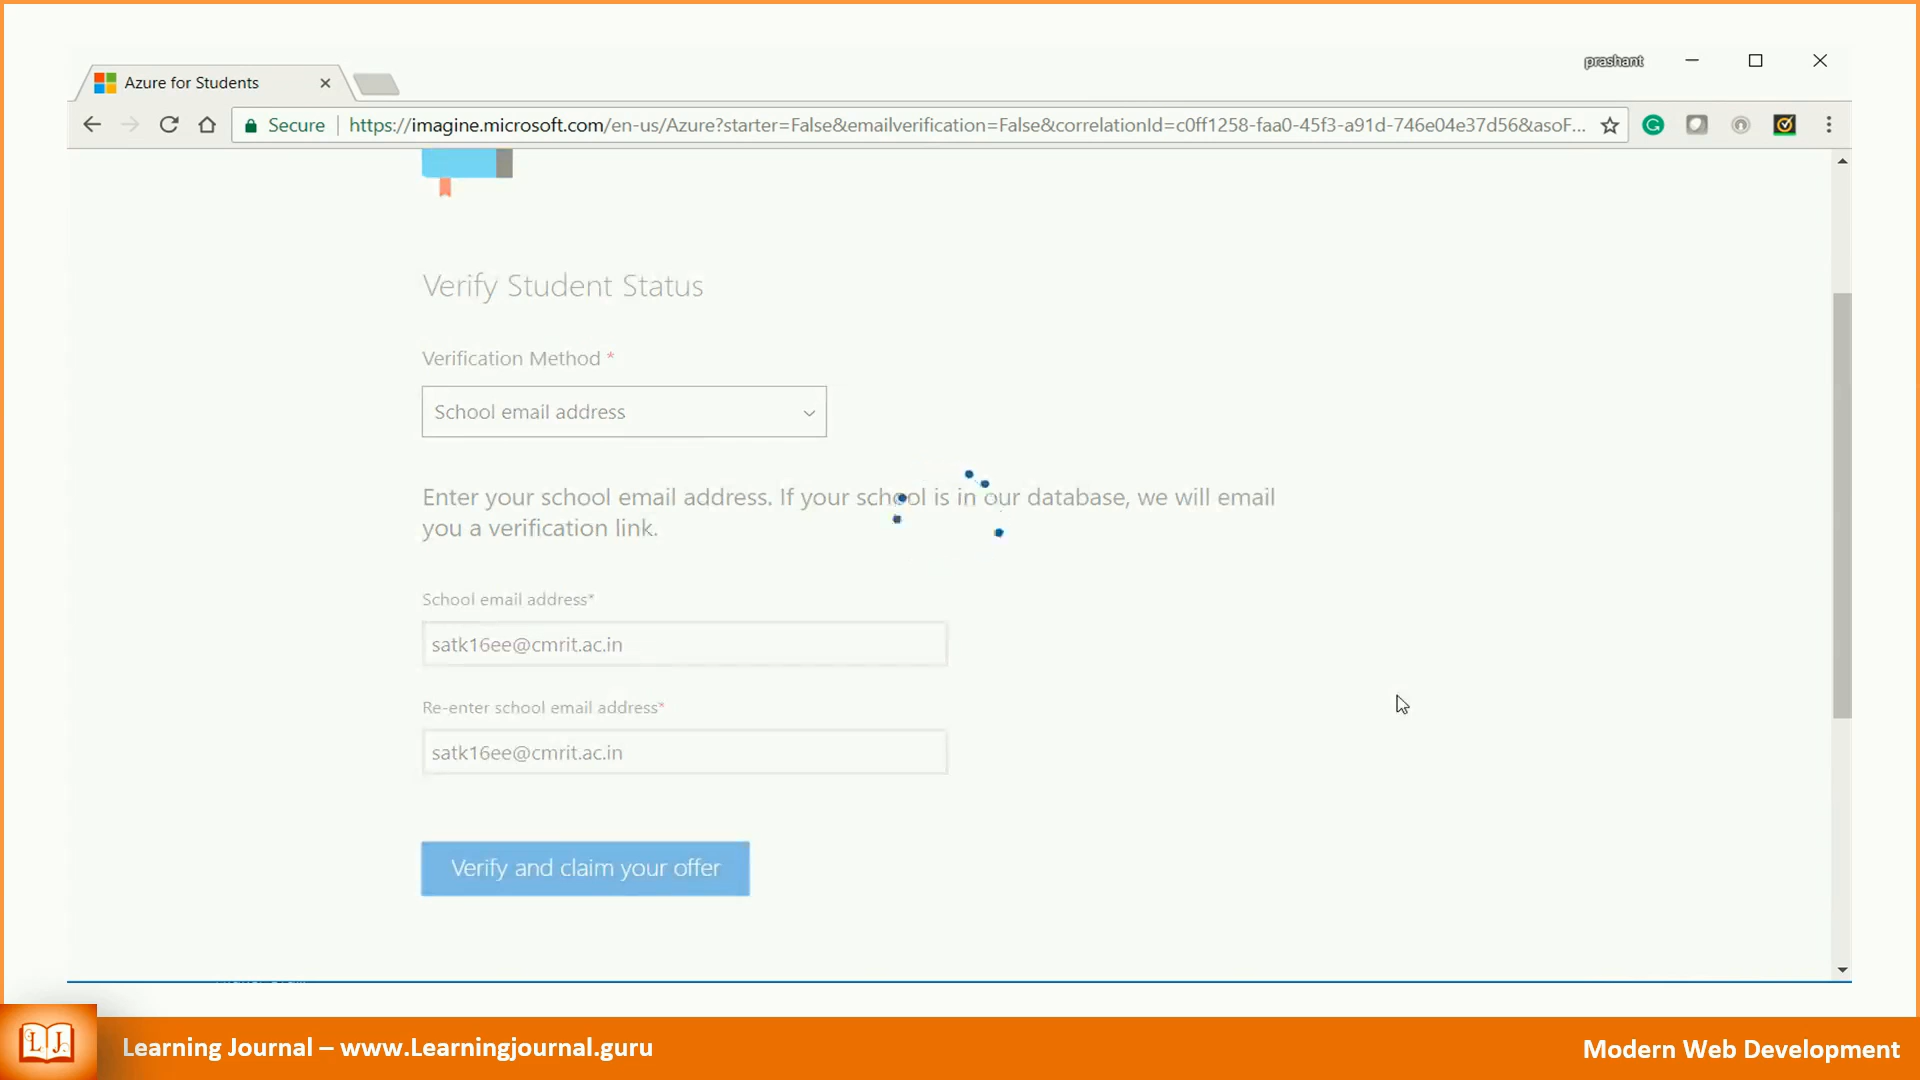 prashant
Azure for Students
Secure
https://imagine.microsoft.com/en-us/Azure?starter=False&emailverification=False&correlationId=c0ff1258-faa0-45f3-a91d-746e04e37d56&asoF...
Verify Student Status
Verification Method *
School email address
Enter your school email address. If your school is in our database, we will email
you a verification link.
School email address*
satk16ee@cmrit.ac.in
Re-enter school email address*
satk16ee@cmrit.ac.in
Verify and claim your offer
L J
Learning Journal – www.Learningjournal.guru
Modern Web Development